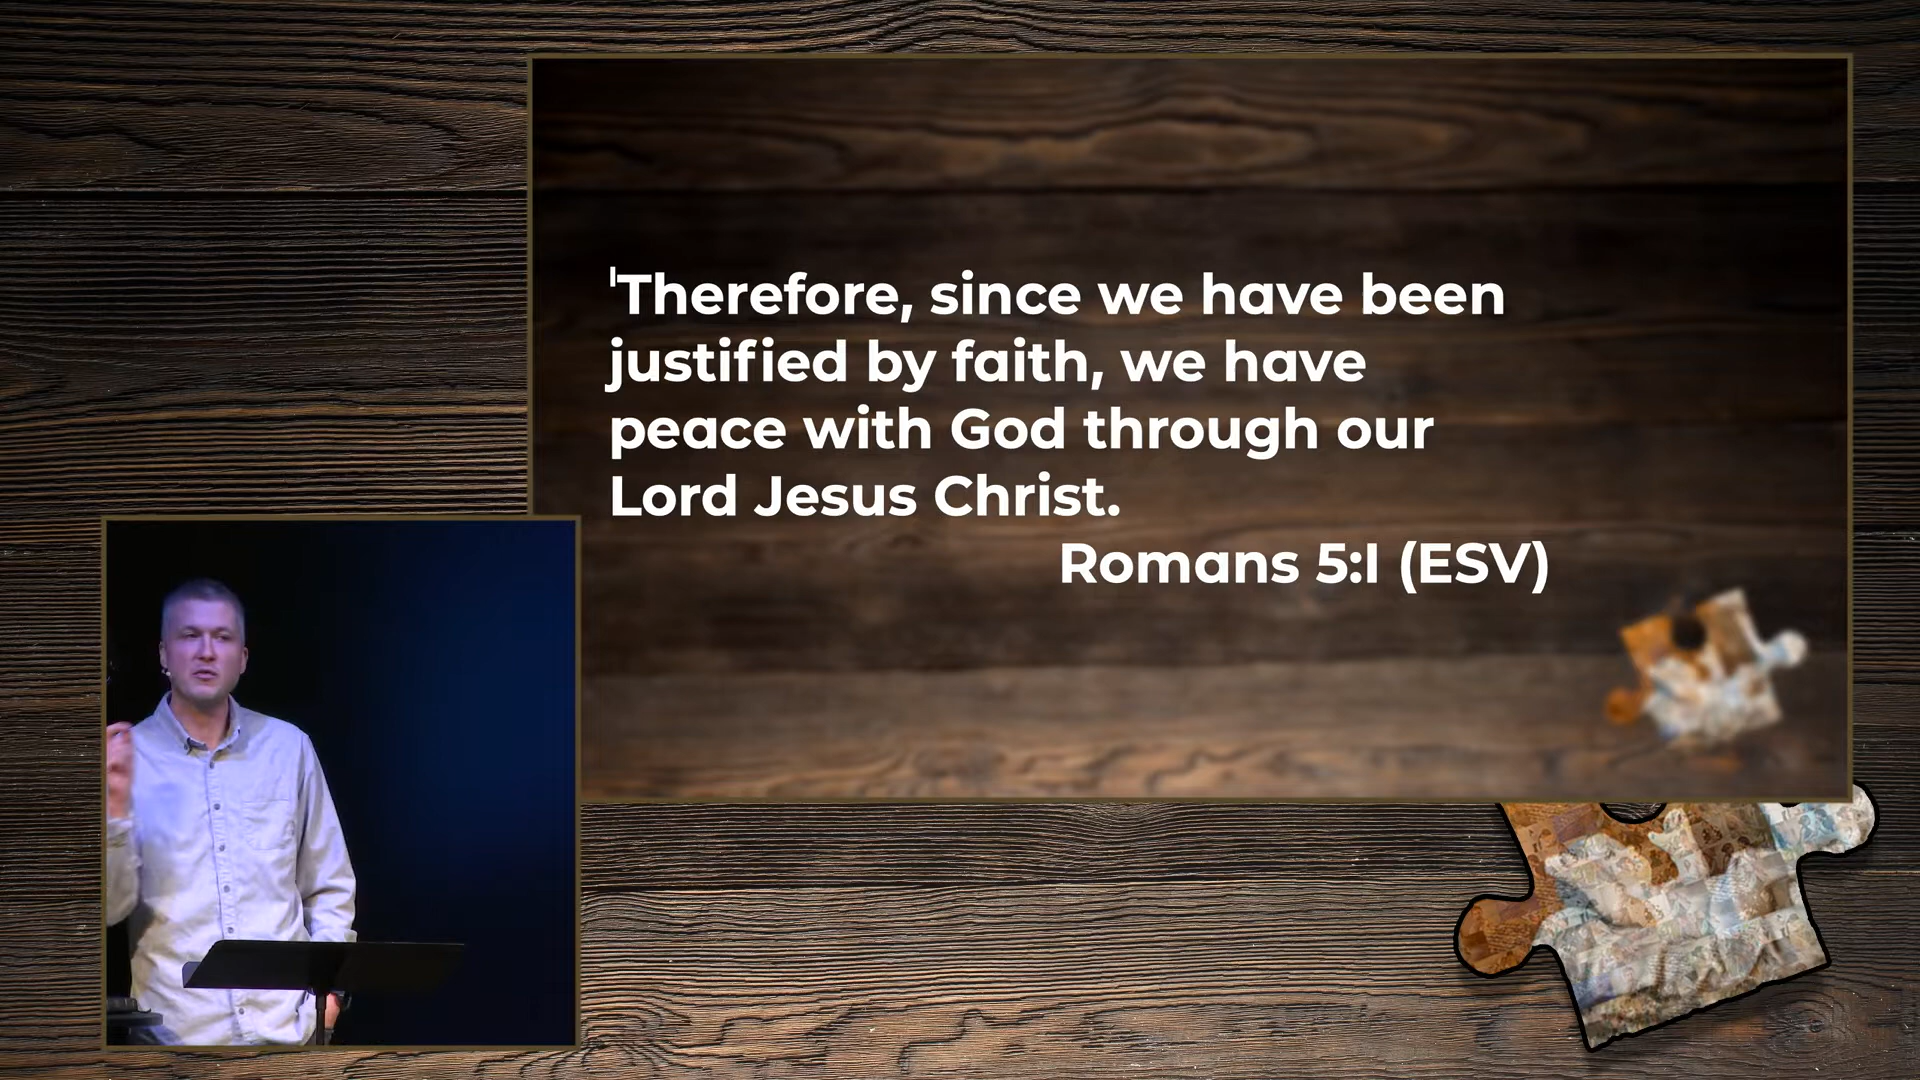 ¹Therefore, since we have been
justified by faith, we have
peace with God through our
Lord Jesus Christ.
Romans 5:1 (ESV)